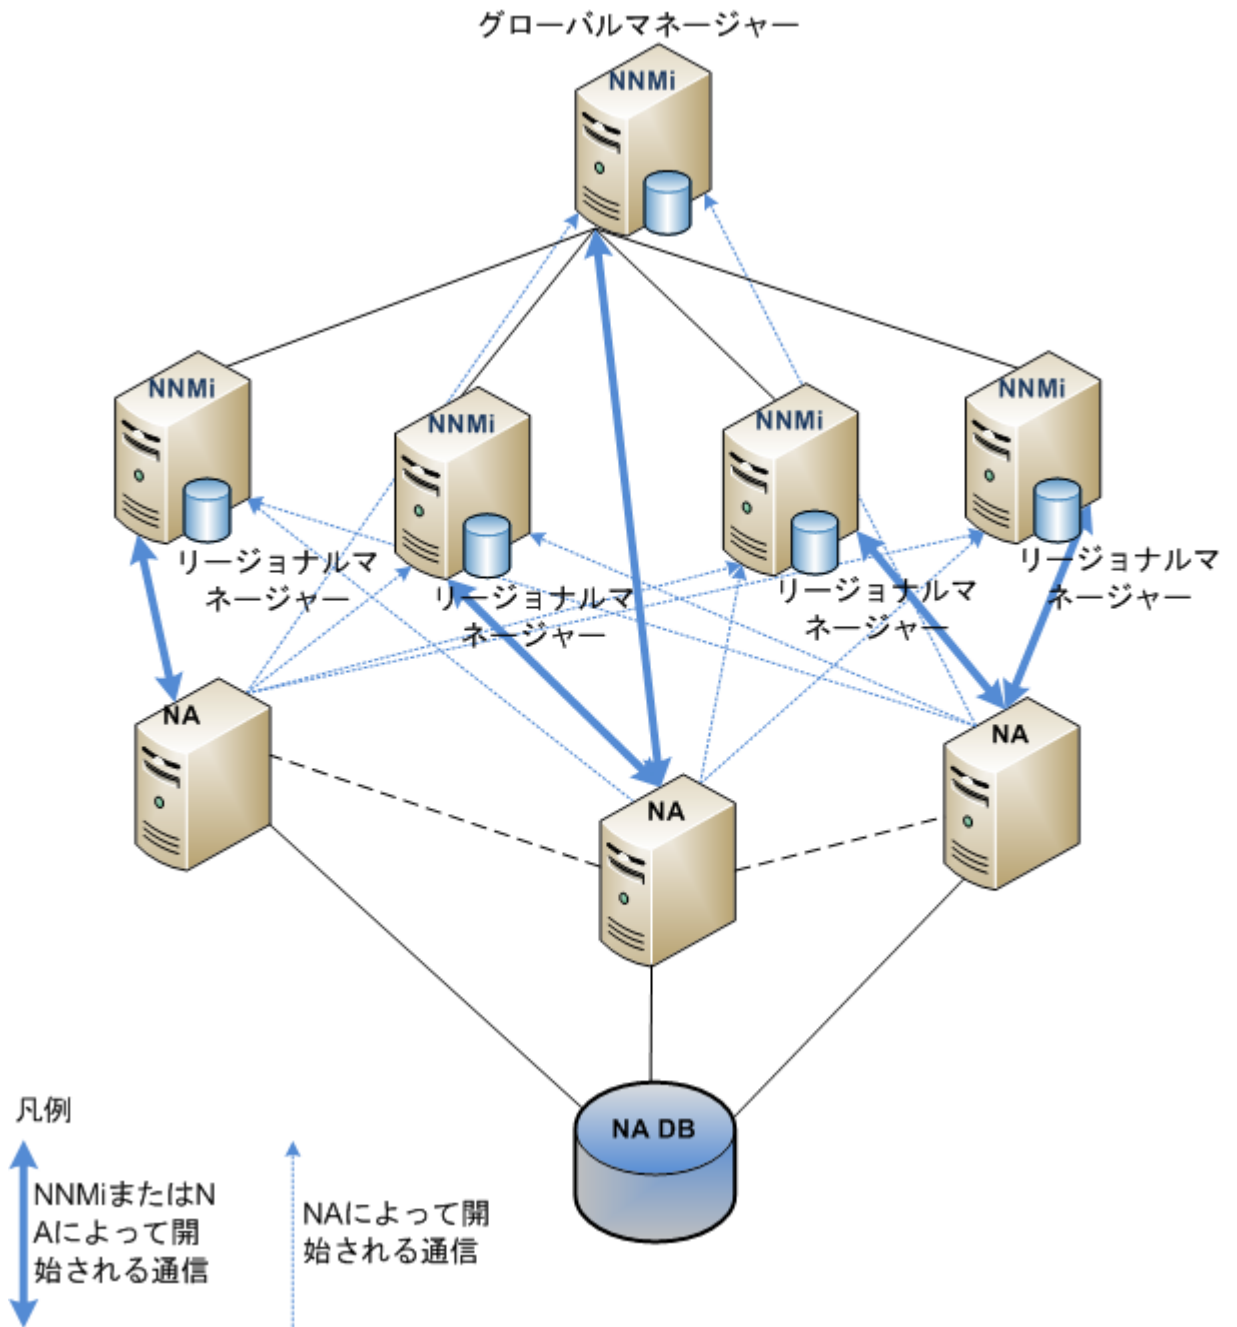 グローバルマネージャー
NNMi
NNMi
NNMi
NNMi
NNMi
リージョナルマ
ネージャー
リージョナルマ
ネージャー
リージョナルマ
ネージャー
リージョナルマ
ネージャー
NA
NA
NA
NA DB
凡例
NNMiまたはN
Aによって開
始される通信
NAによって開
始される通信